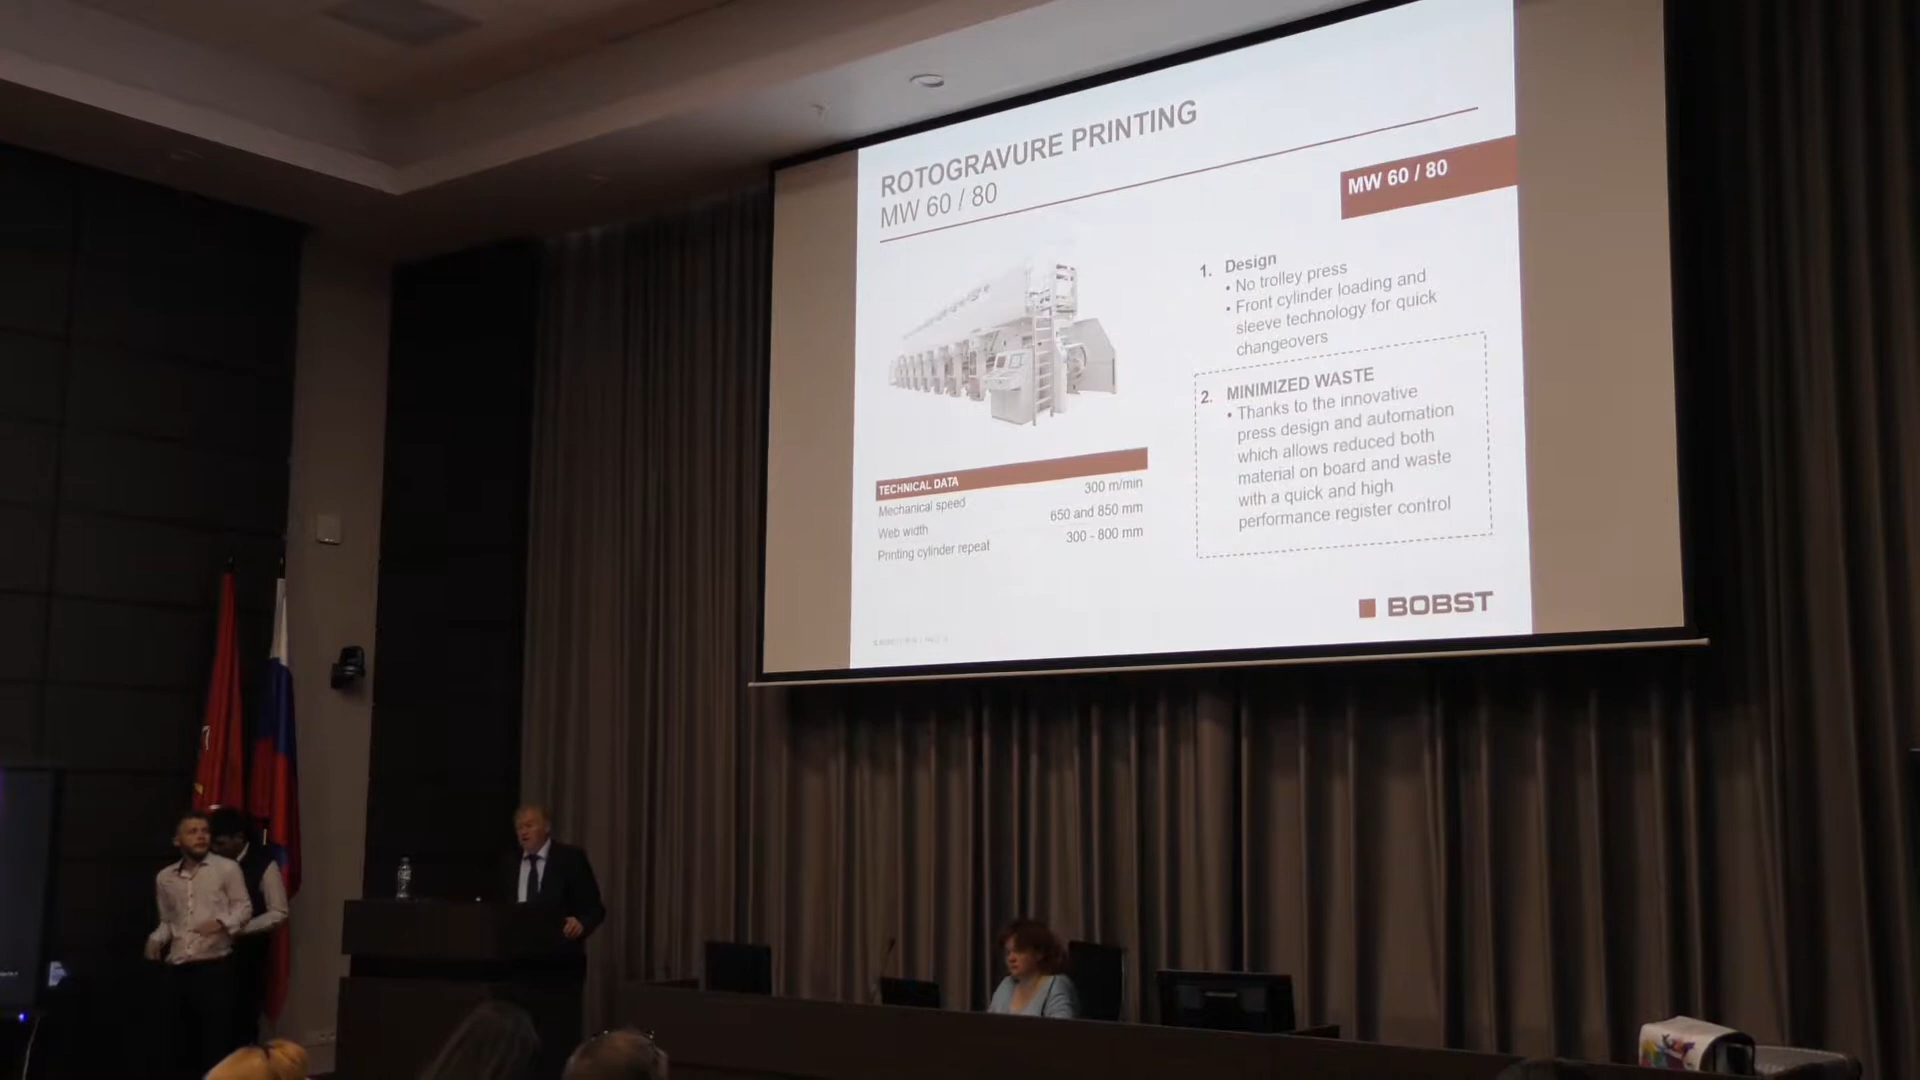 ROTOGRAVURE PRINTING
MW 60 / 80
MW 60 / 80
1. Design
• No trolley press
• Front cylinder loading and
sleeve technology for quick
changeovers
2. MINIMIZED WASTE
• Thanks to the innovative
press design and automation
which allows reduced both
material on board and waste
with a quick and high
performance register control
TECHNICAL DATA
Mechanical speed 300 m/min
Web width 650 and 850 mm
Printing cylinder repeat 300 - 800 mm
BOBST